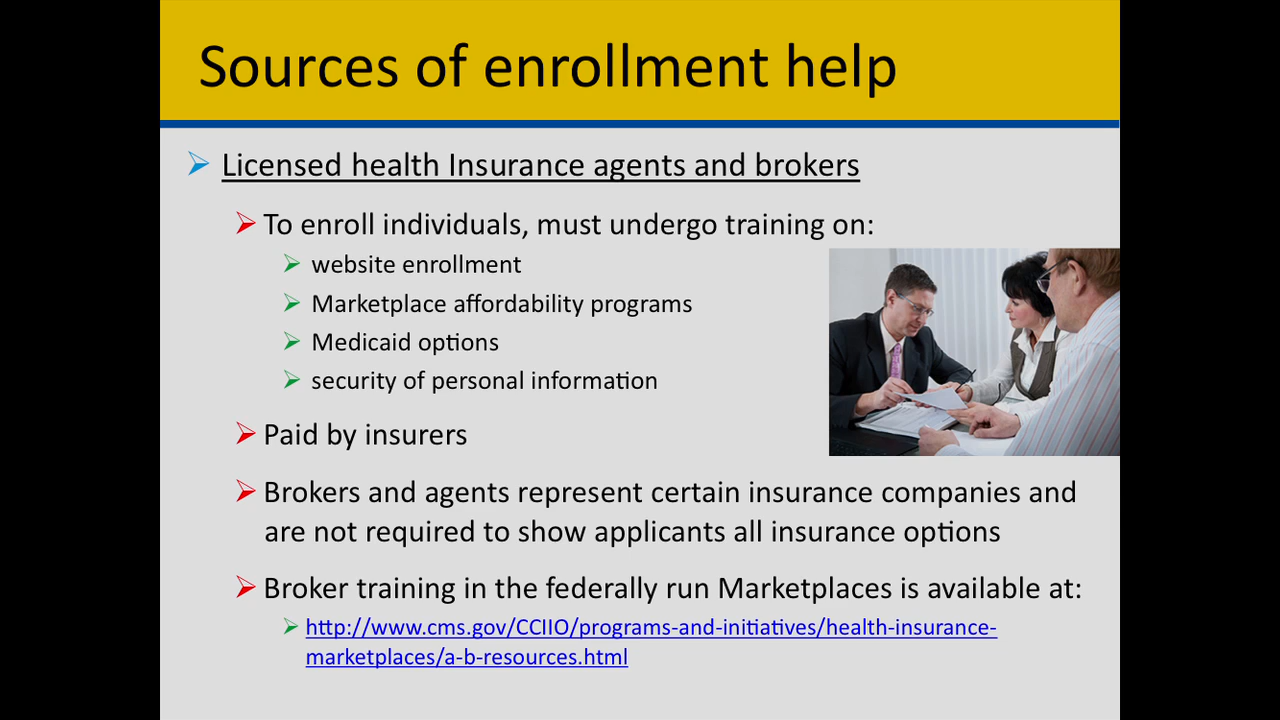 Sources of enrollment help
Licensed health Insurance agents and brokers
To enroll individuals, must undergo training on:
website enrollment
Marketplace affordability programs
Medicaid options
security of personal information
Paid by insurers
Brokers and agents represent certain insurance companies and
are not required to show applicants all insurance options
Broker training in the federally run Marketplaces is available at:
http://www.cms.gov/CCIIO/programs-and-initiatives/health-insurance-
marketplaces/a-b-resources.html